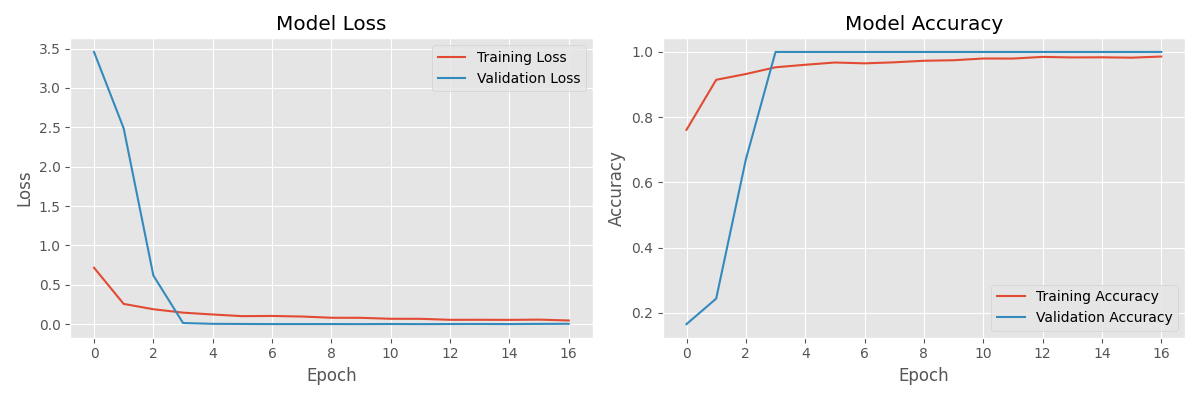 Model Loss
3.5
3.0
2.5
2.0
1.5
1.0
0.5
0.0
Loss
Training Loss
Validation Loss
0 2 4 6 8 10 12 14 16
Epoch
Model Accuracy
1.0
0.8
0.6
0.4
0.2
Accuracy
Training Accuracy
Validation Accuracy
0 2 4 6 8 10 12 14 16
Epoch